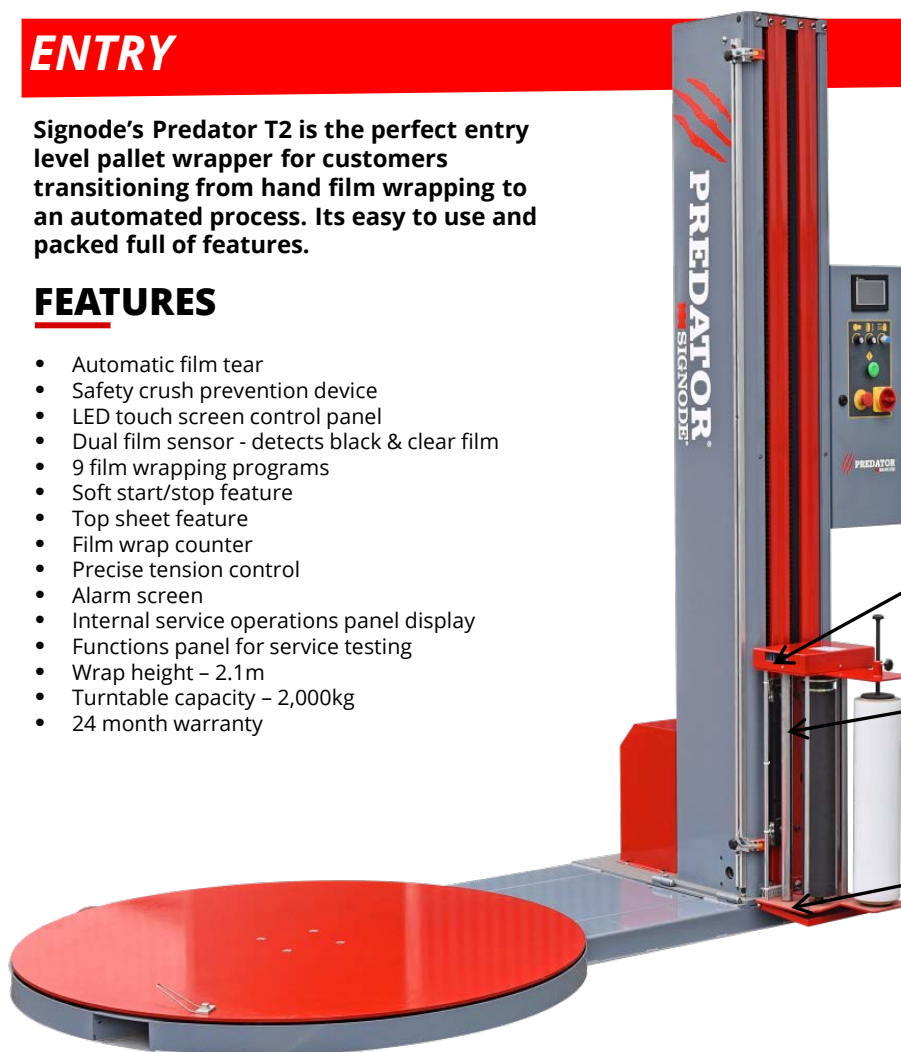 ENTRY
Signode’s Predator T2 is the perfect entry
level pallet wrapper for customers
transitioning from hand film wrapping to
an automated process. Its easy to use and
packed full of features.
FEATURES
• Automatic film tear
• Safety crush prevention device
• LED touch screen control panel
• Dual film sensor - detects black & clear film
• 9 film wrapping programs
• Soft start/stop feature
• Top sheet feature
• Film wrap counter
• Precise tension control
• Alarm screen
• Internal service operations panel display
• Functions panel for service testing
• Wrap height – 2.1m
• Turntable capacity – 2,000kg
• 24 month warranty
PREDATOR®
SIGNODE®
PREDATOR
SIGNODE